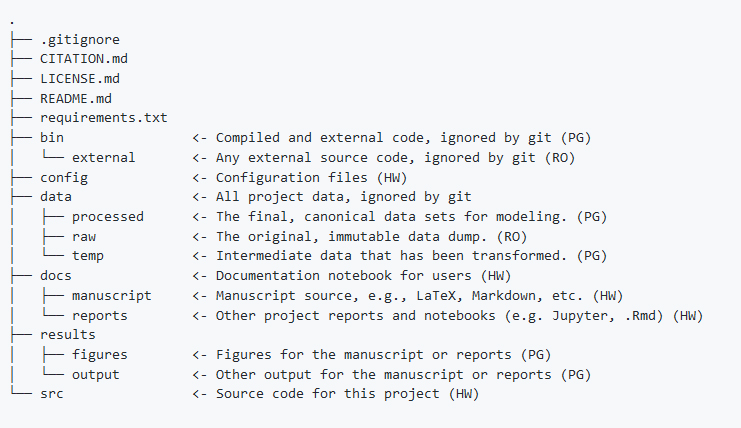 .
├── .gitignore
├── CITATION.md
├── LICENSE.md
├── README.md
├── requirements.txt
├── bin                <- Compiled and external code, ignored by git (PG)
│   └── external       <- Any external source code, ignored by git (RO)
├── config             <- Configuration files (HW)
├── data               <- All project data, ignored by git
│   ├── processed      <- The final, canonical data sets for modeling. (PG)
│   ├── raw            <- The original, immutable data dump. (RO)
│   └── temp           <- Intermediate data that has been transformed. (PG)
├── docs               <- Documentation notebook for users (HW)
│   ├── manuscript     <- Manuscript source, e.g., LaTeX, Markdown, etc. (HW)
│   └── reports        <- Other project reports and notebooks (e.g. Jupyter, .Rmd) (HW)
├── results
│   ├── figures        <- Figures for the manuscript or reports (PG)
│   └── output         <- Other output for the manuscript or reports (PG)
└── src                <- Source code for this project (HW)